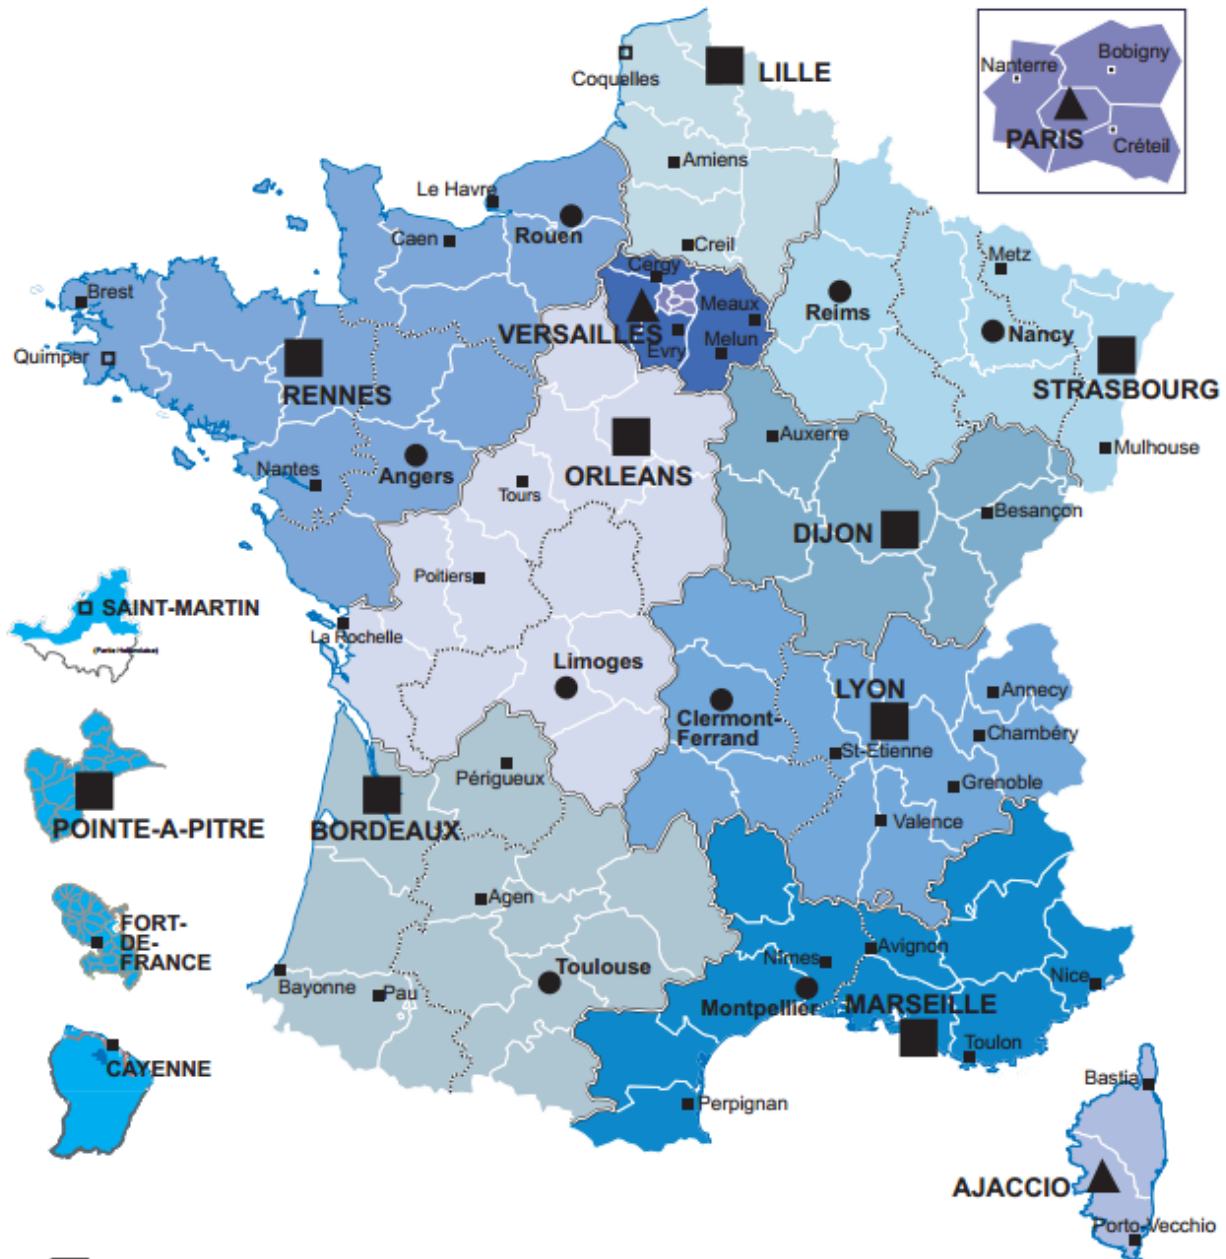 Coquelles
LILLE
Nanterre
Bobigny
PARIS
Créteil
Amiens
Le Havre
Rouen
Caen
Creil
Cergy
Metz
Brest
Meaux
Reims
VERSAILLES
Evry
Melun
Nancy
Quimper
RENNES
STRASBOURG
Auxerre
Mulhouse
Nantes
Angers
ORLEANS
Tours
DIJON
Besançon
Poitiers
SAINT-MARTIN
La Rochelle
Limoges
LYON
Annecy
Clermont-
Ferrand
Chambéry
St-Etienne
Périgueux
Grenoble
POINTE-A-PITRE
BORDEAUX
Valence
Agen
FORT-
DE-
FRANCE
Avignon
Nîmes
Toulouse
Nice
Bayonne
Pau
Montpellier
MARSEILLE
Toulon
CAYENNE
Bastia
Perpignan
AJACCIO
Porto-Vecchio